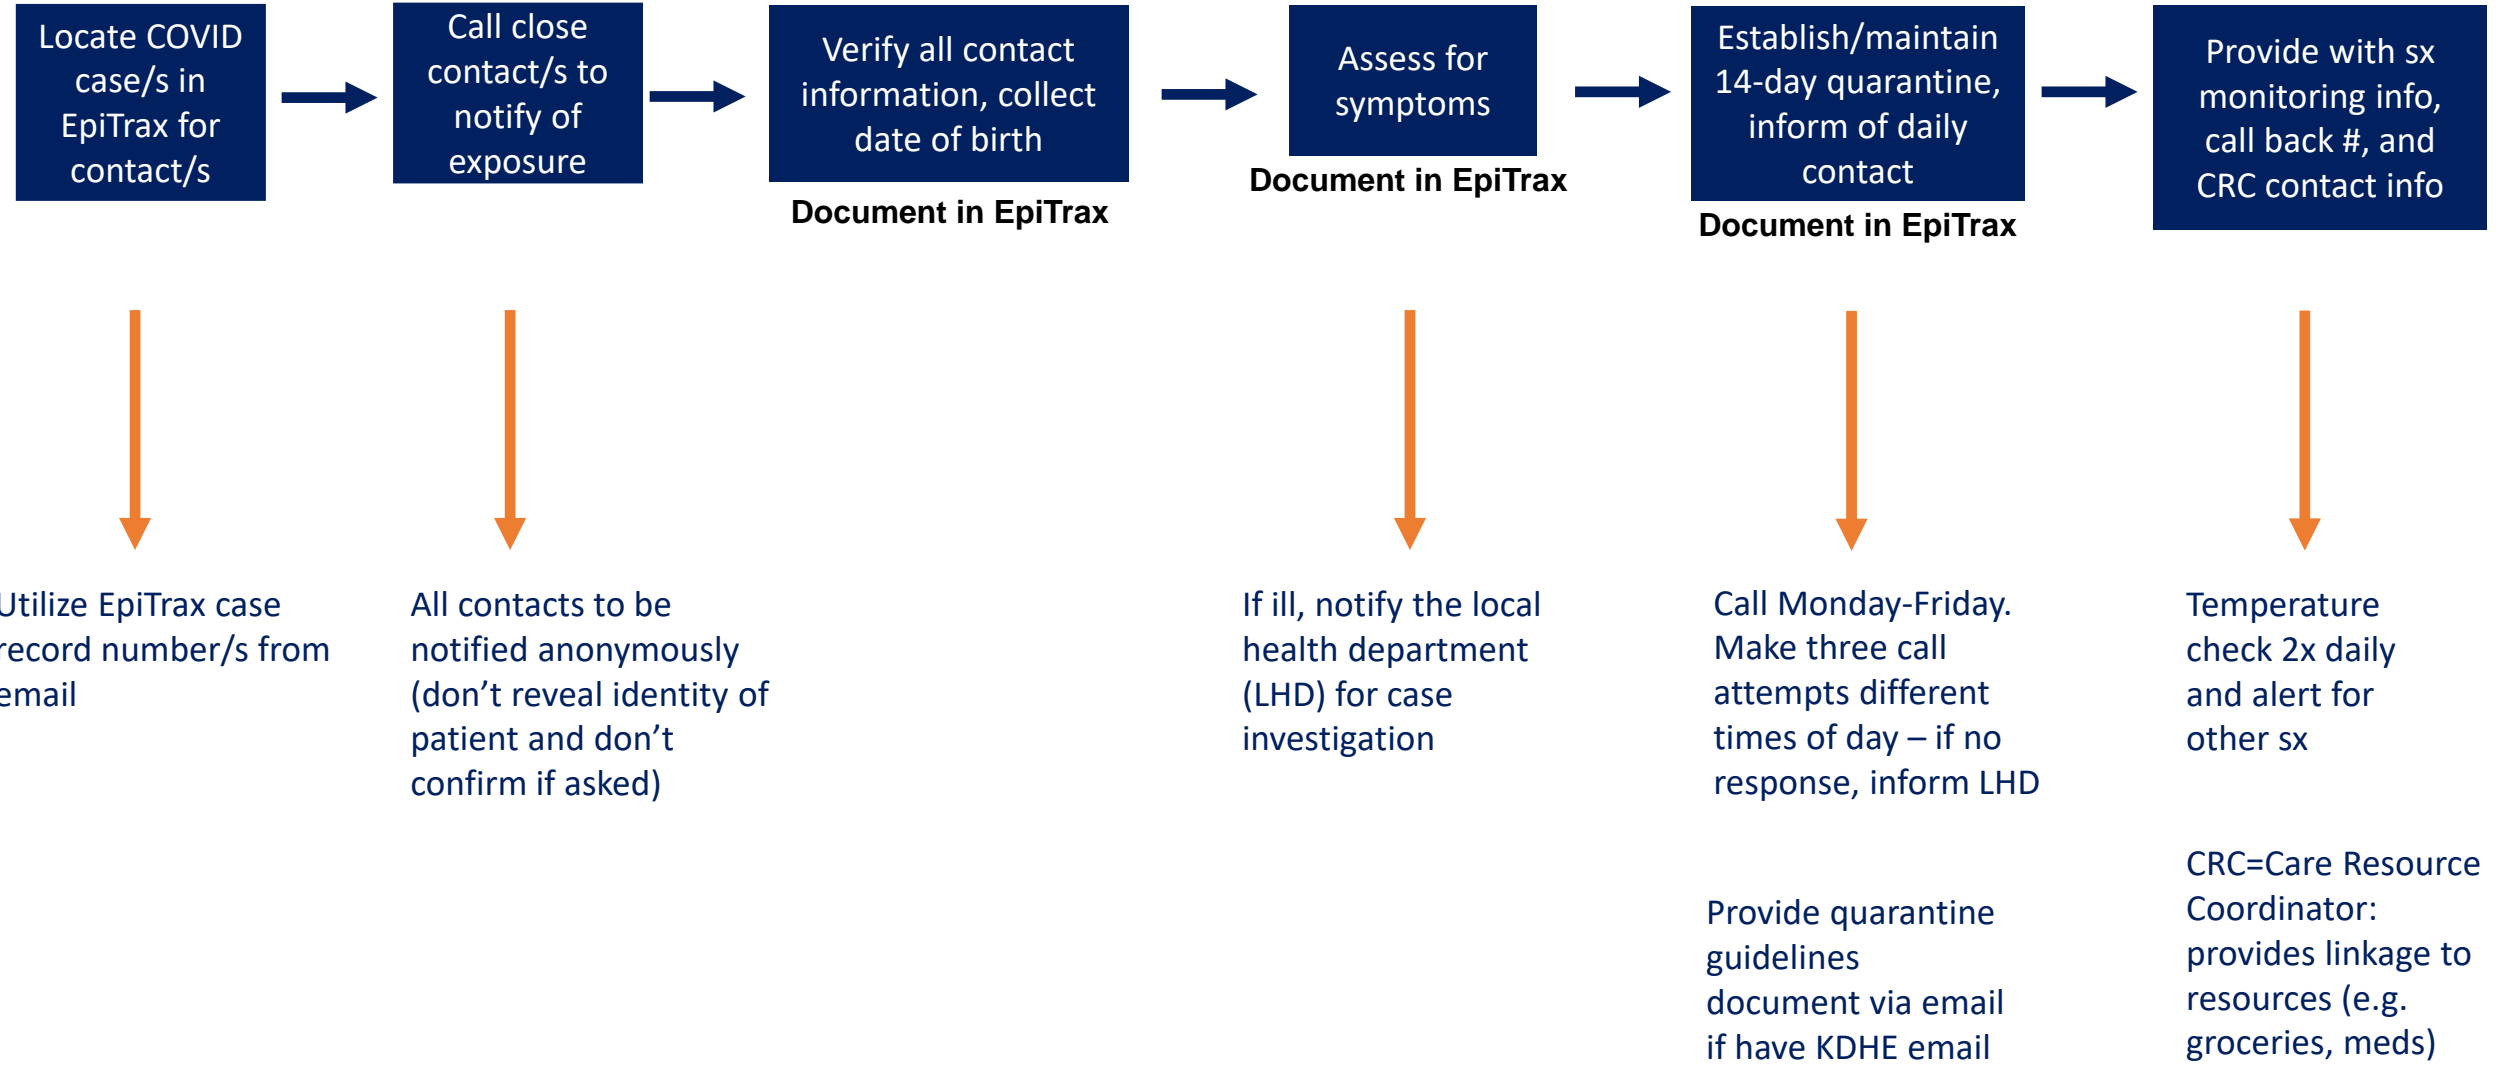 Locate COVID
case/s in
EpiTrax for
contact/s
Call close
contact/s to
notify of
exposure
Verify all contact
information, collect
date of birth
Document in EpiTrax
Assess for
symptoms
Document in EpiTrax
Establish/maintain
14-day quarantine,
inform of daily
contact
Document in EpiTrax
Provide with sx
monitoring info,
call back #, and
CRC contact info
Utilize EpiTrax case
record number/s from
email
All contacts to be
notified anonymously
(don’t reveal identity of
patient and don’t
confirm if asked)
If ill, notify the local
health department
(LHD) for case
investigation
Call Monday-Friday.
Make three call
attempts different
times of day – if no
response, inform LHD
Provide quarantine
guidelines
document via email
if have KDHE email
Temperature
check 2x daily
and alert for
other sx
CRC=Care Resource
Coordinator:
provides linkage to
resources (e.g.
groceries, meds)